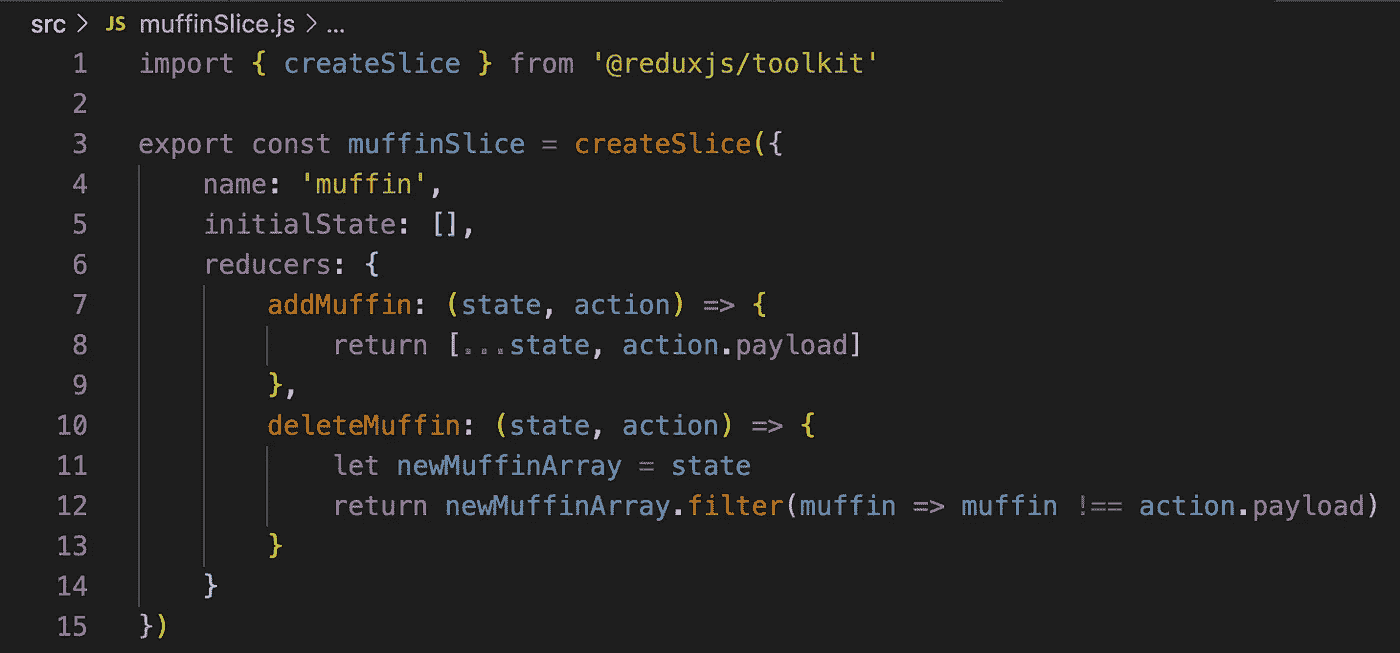 src > JS muffinSlice.js > ...
1 import { createSlice } from '@reduxjs/toolkit'
2
3 export const muffinSlice = createSlice({
4     name: 'muffin',
5     initialState: [],
6     reducers: {
7         addMuffin: (state, action) => {
8             return [...state, action.payload]
9         },
10         deleteMuffin: (state, action) => {
11             let newMuffinArray = state
12             return newMuffinArray.filter(muffin => muffin !== action.payload)
13         }
14     }
15 })